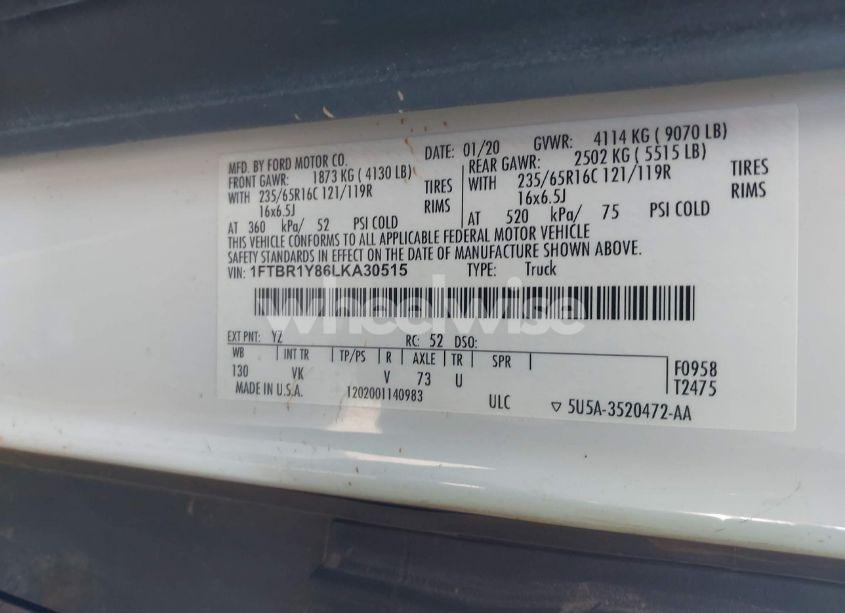 MFD. BY FORD MOTOR CO. DATE: 01/20 GVWR: 4114 KG ( 9070 LB)
FRONT GAWR: 1873 KG ( 4130 LB) REAR GAWR: 2502 KG ( 5515 LB)
WITH 235/65R16C 121/119R TIRES WITH 235/65R16C 121/119R TIRES
16x6.5J RIMS 16x6.5J RIMS
AT 360 kPa/ 52 PSI COLD AT 520 kPa/ 75 PSI COLD
THIS VEHICLE CONFORMS TO ALL APPLICABLE FEDERAL MOTOR VEHICLE
SAFETY STANDARDS IN EFFECT ON THE DATE OF MANUFACTURE SHOWN ABOVE.
VIN: 1FTBR1Y86LKA30515 TYPE: Truck
wheelwise
EXT PNT: YZ RC: 52 DSO:
WB INT TR TP/PS R AXLE TR SPR
130 VK V 73 U F0958
T2475
MADE IN U.S.A. 1202001140983 ULC ▽ 5U5A-3520472-AA